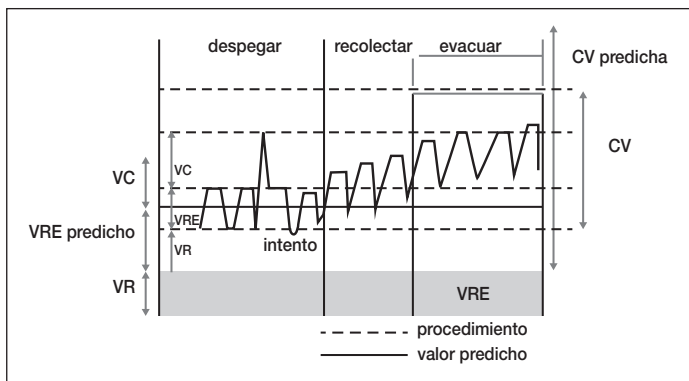 despegar recolectar evacuar
CV predicha
CV
VC
VC
VRE
VRE predicho
intento
VR
VR
VRE
procedimiento
valor predicho